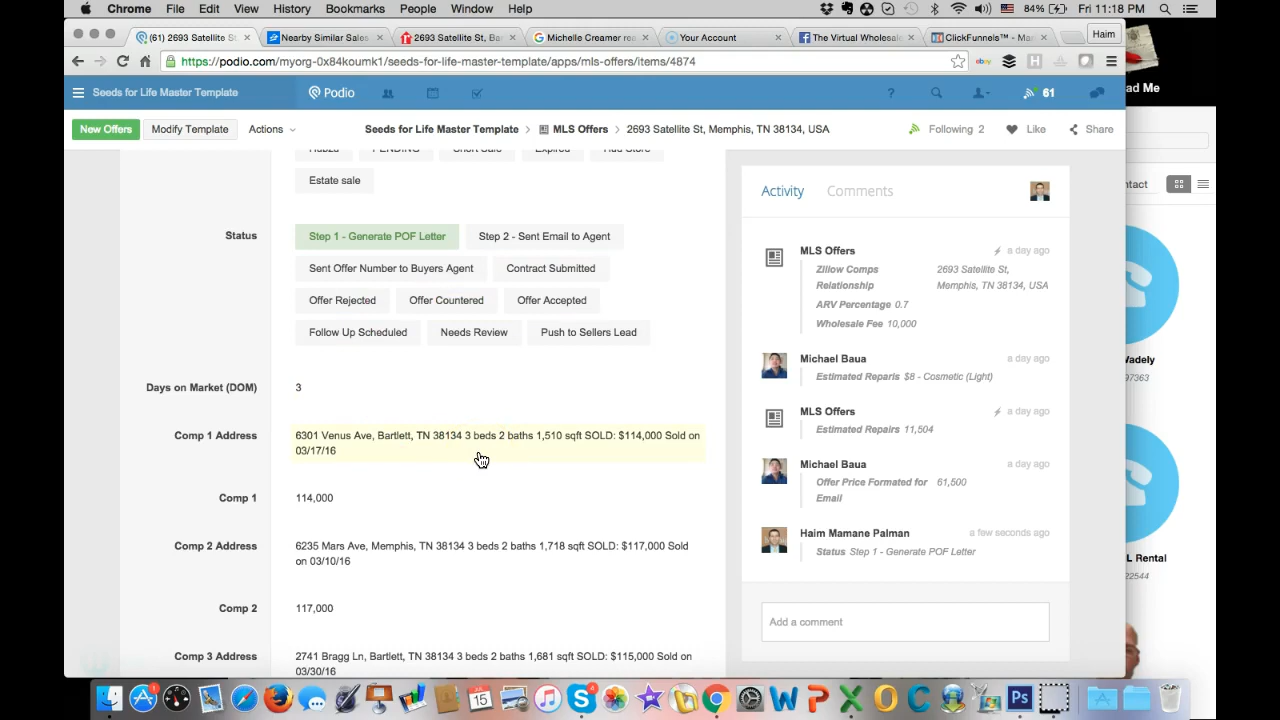 Chrome File Edit View History Bookmarks People Window Help 84% Fri 11:18 PM
(61) 2693 Satellite St, Nearby Similar Sales 2693 Satellite St, Ba Michelle Creamer rea Your Account The Virtual Wholesale ClickFunnels™ - Ma Haim
https://podio.com/myorg-0x84koumk1/seeds-for-life-master-template/apps/mls-offers/items/4874
ad Me
Seeds for Life Master Template Podio ? 61
New Offers Modify Template Actions Seeds for Life Master Template > MLS Offers > 2693 Satellite St, Memphis, TN 38134, USA Following 2 Like Share
PENDING Short Sale Expired Hud Store
Estate sale
Status
Step 1 - Generate POF Letter Step 2 - Sent Email to Agent
Sent Offer Number to Buyers Agent Contract Submitted
Offer Rejected Offer Countered Offer Accepted
Follow Up Scheduled Needs Review Push to Sellers Lead
Days on Market (DOM) 3
Comp 1 Address 6301 Venus Ave, Bartlett, TN 38134 3 beds 2 baths 1,510 sqft SOLD: $114,000 Sold on
03/17/16
Comp 1 114,000
Comp 2 Address 6235 Mars Ave, Memphis, TN 38134 3 beds 2 baths 1,718 sqft SOLD: $117,000 Sold
on 03/10/16
Comp 2 117,000
Comp 3 Address 2741 Bragg Ln, Bartlett, TN 38134 3 beds 2 baths 1,681 sqft SOLD: $115,000 Sold on
03/30/16
Activity Comments
MLS Offers a day ago
Zillow Comps 2693 Satellite St,
Relationship Memphis, TN 38134, USA
ARV Percentage 0.7
Wholesale Fee 10,000
Michael Baua a day ago
Estimated Reparis $8 - Cosmetic (Light)
MLS Offers a day ago
Estimated Repairs 11,504
Michael Baua a day ago
Offer Price Formated for 61,500
Email
Haim Mamane Palman a few seconds ago
Status Step 1 - Generate POF Letter
Add a comment
ntact
97363
L Rental
22544